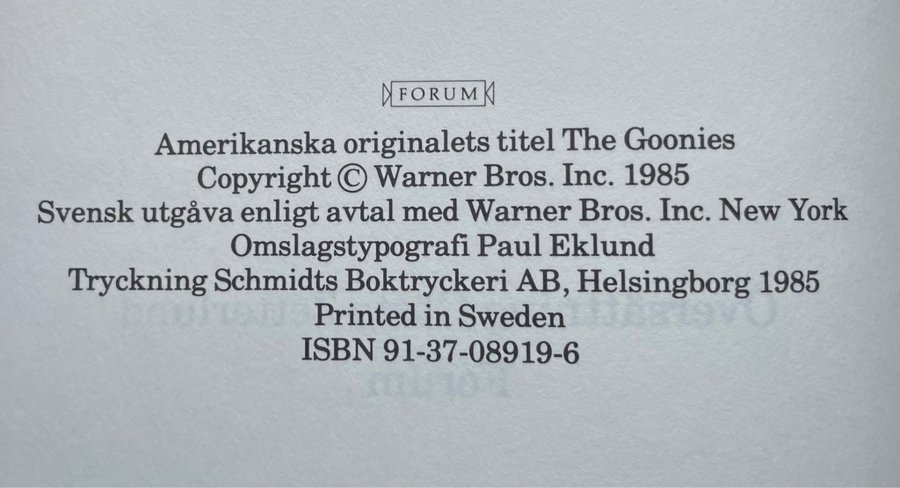 FORUM
Amerikanska originalets titel The Goonies
Copyright © Warner Bros. Inc. 1985
Svensk utgåva enligt avtal med Warner Bros. Inc. New York
Omslagstypografi Paul Eklund
Tryckning Schmidts Boktryckeri AB, Helsingborg 1985
Printed in Sweden
ISBN 91-37-08919-6